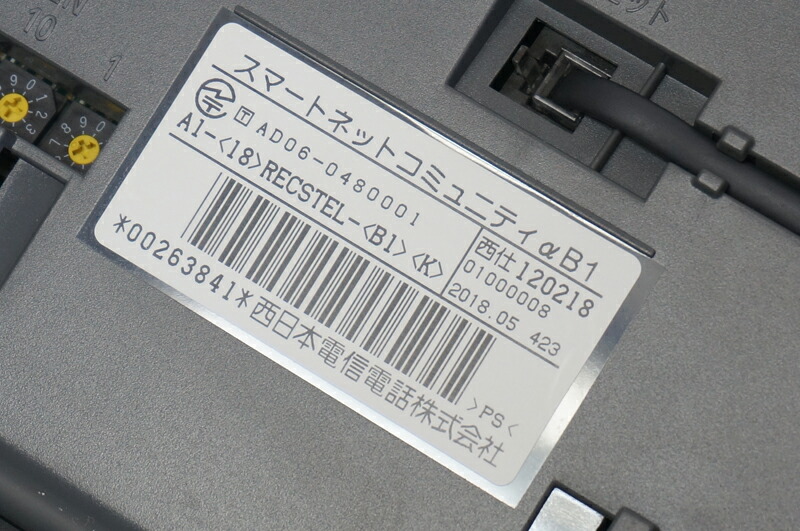 10
1
ット
スマートネットコミュニティαB1
T AD06-0480001
A1-<18>RECSTEL-<B1><K>
西仕120218
01000008
2018.05 423
*00263841*
>PS<
西日本電信電話株式会社